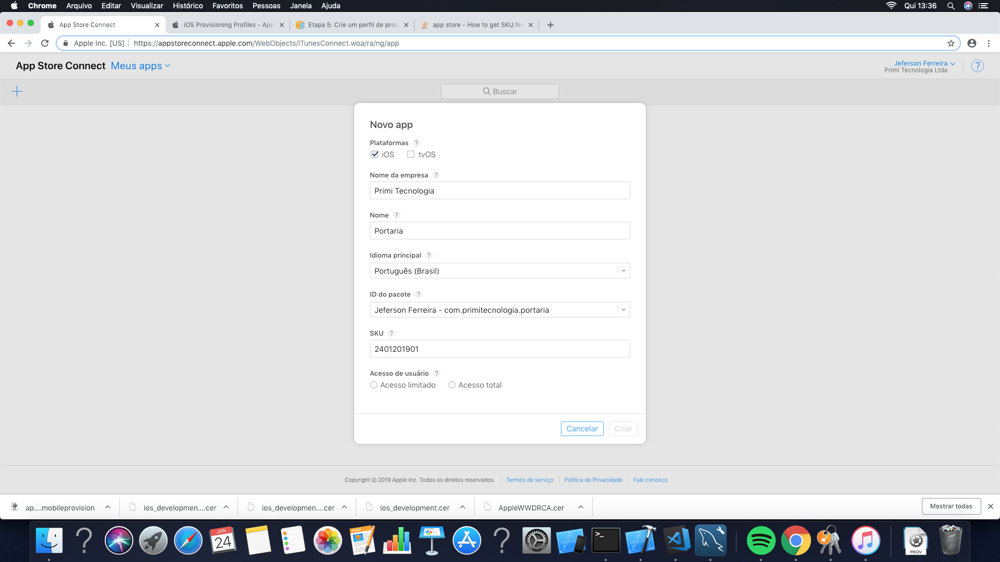 Chrome Arquivo Editar Visualizar Histórico Favoritos Pessoas Janela Ajuda Qui 13:36
App Store Connect iOS Provisioning Profiles - App Etapa 5: Crie um perfil de prov app store - How to get SKU Nu
Apple Inc. [US] https://appstoreconnect.apple.com/WebObjects/iTunesConnect.woa/ra/ng/app
App Store Connect Meus apps
Jeferson Ferreira
Primi Tecnologia Ltda
?
Buscar
Novo app
Plataformas ?
iOS tvOS
Nome da empresa ?
Primi Tecnologia
Nome ?
Portaria
Idioma principal ?
Português (Brasil)
ID do pacote ?
Jeferson Ferreira - com.primitecnologia.portaria
SKU ?
2401201901
Acesso de usuário ?
Acesso limitado Acesso total
Cancelar Criar
Copyright © 2019 Apple Inc. Todos os direitos reservados. Termos de serviço Política de Privacidade Fale conosco
ap....mobileprovision ios_developmen....cer ios_developmen....cer ios_development.cer AppleWWDRCA.cer Mostrar todas
JAN
24
PAGES
>_
PROV